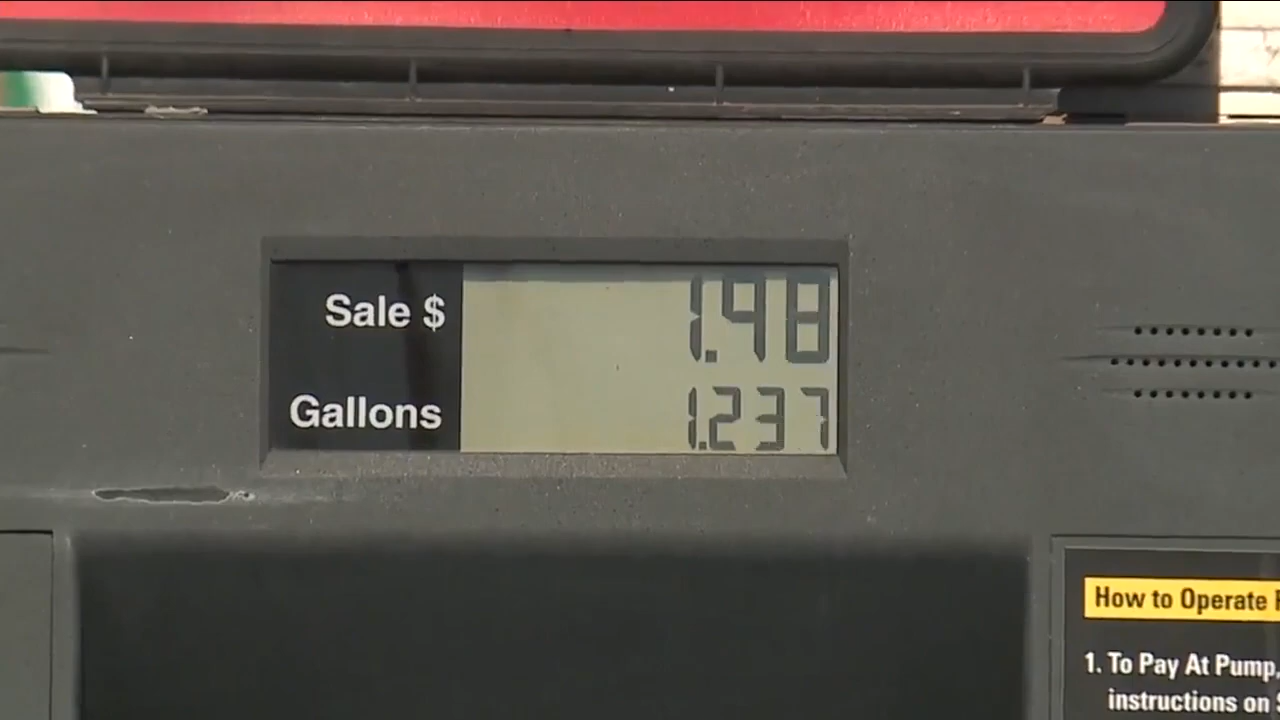 Sale $ 1.48
Gallons 1.237
How to Operate
1. To Pay At Pump,
instructions on